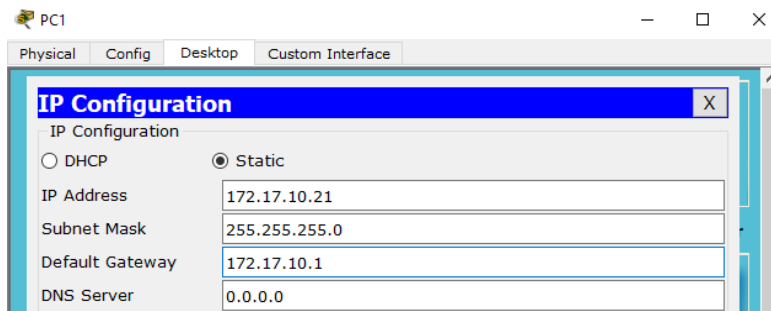 PC1
Physical Config Desktop Custom Interface
IP Configuration X
IP Configuration
DHCP Static
IP Address 172.17.10.21
Subnet Mask 255.255.255.0
Default Gateway 172.17.10.1
DNS Server 0.0.0.0